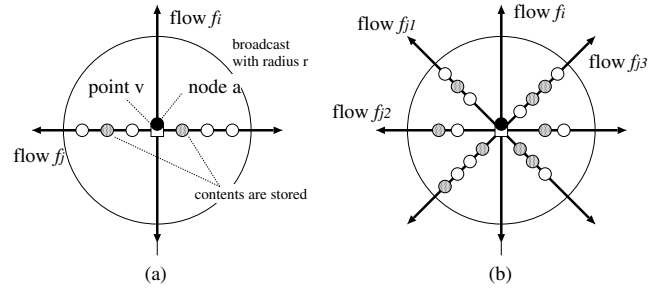 flow fi
broadcast
with radius r
point v
node a
flow fj
contents are stored
(a)
flow fi
flow fj1
flow fj3
flow fj2
(b)